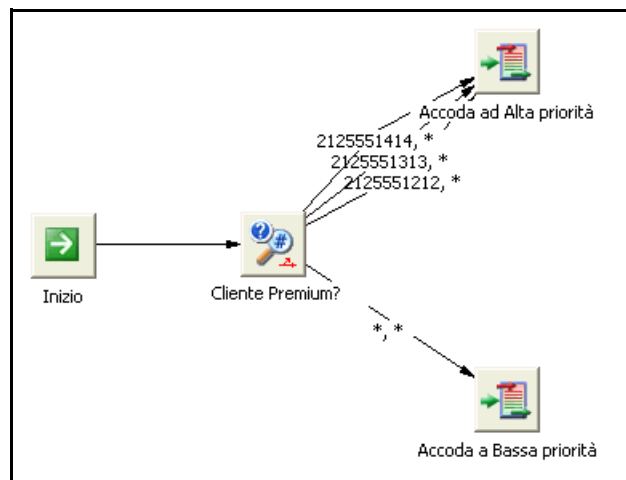 Accoda ad Alta priorità
2125551414, *
2125551313, *
2125551212, *
Inizio
Cliente Premium?
*, *
Accoda a Bassa priorità